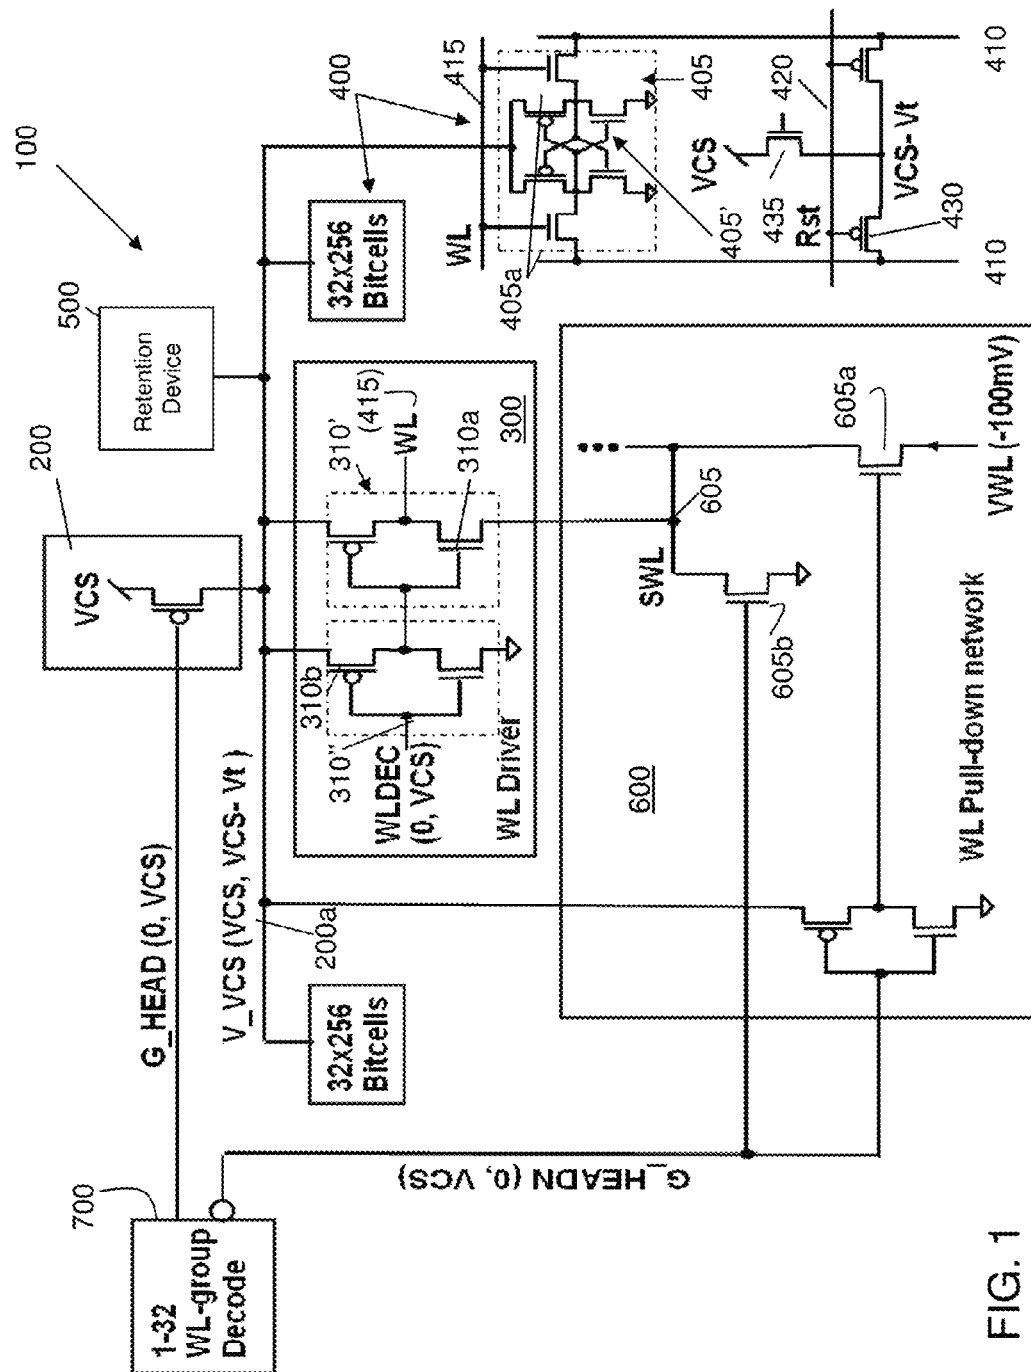 100
700
1-32
WL-group
Decode
G_HEAD (0, VCS)
200
VCS
500
Retention
Device
V_VCS (VCS, VCS- Vt )
200a
32x256
Bitcells
32x256
Bitcells
400
310b
310"
WLDEC
(0, VCS)
WL Driver
310'
WL
(415)
300
310a
WL
415
405a
405
405'
VCS
435
420
Rst
VCS- Vt
430
410
410
G_HEADN (0, VCS)
600
SWL
605
605b
605a
WL Pull-down network
VWL (-100mV)
FIG. 1